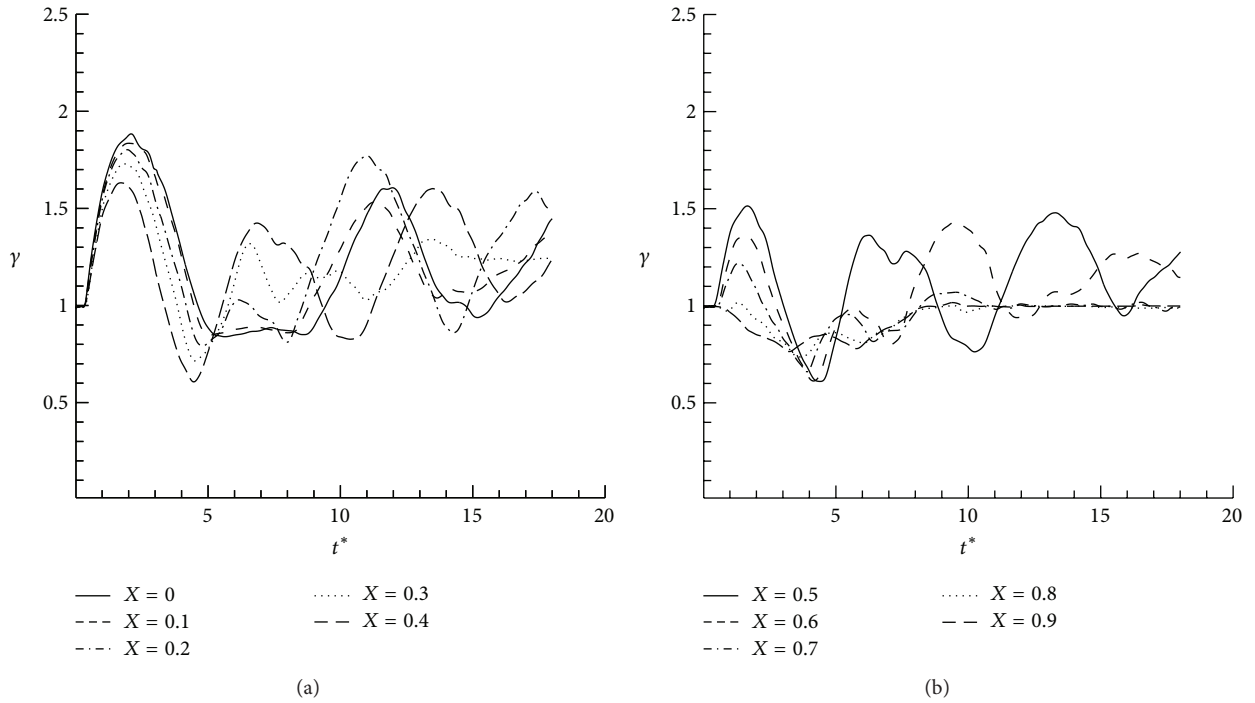 2.5
2
1.5
1
0.5
γ
5
10
15
20
t*
X = 0
X = 0.1
X = 0.2
X = 0.3
X = 0.4
(a)
2.5
2
1.5
1
0.5
γ
5
10
15
20
t*
X = 0.5
X = 0.6
X = 0.7
X = 0.8
X = 0.9
(b)